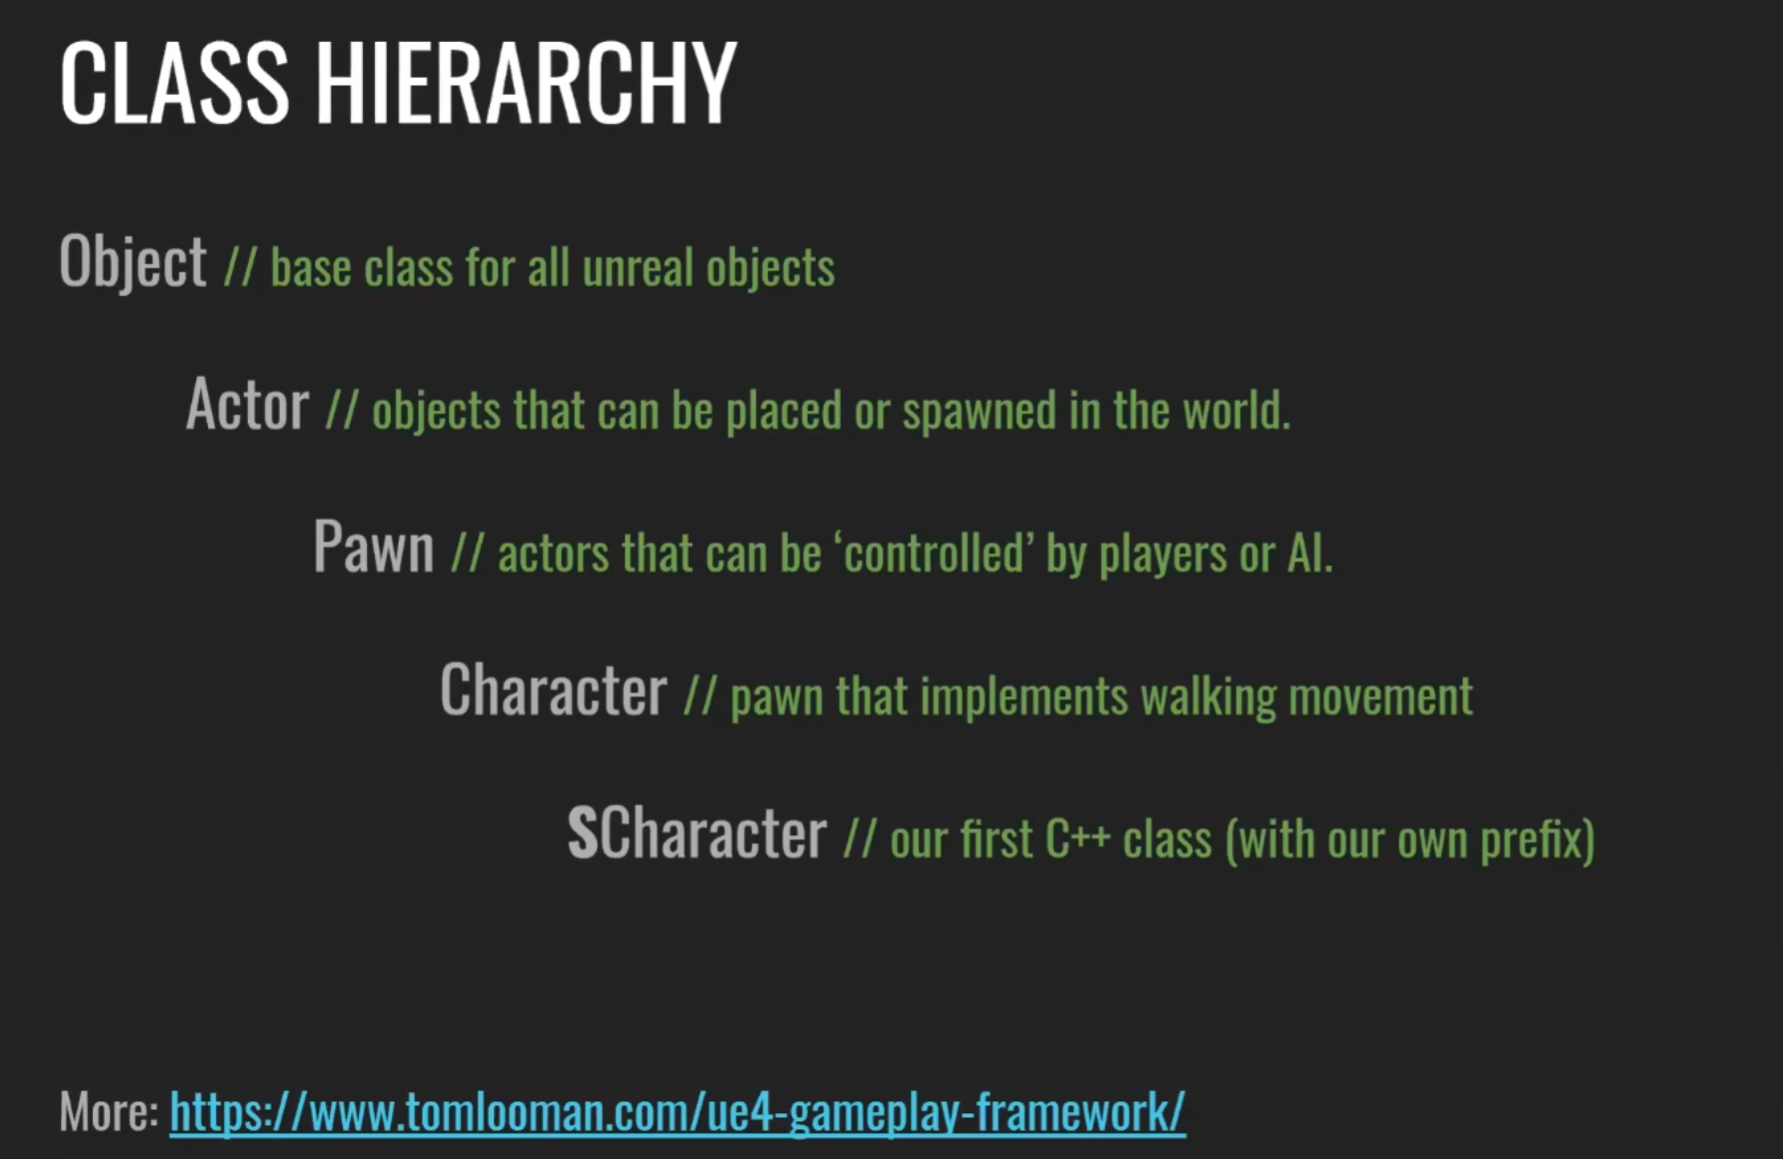 CLASS HIERARCHY
Object // base class for all unreal objects
Actor // objects that can be placed or spawned in the world.
Pawn // actors that can be ‘controlled’ by players or AI.
Character // pawn that implements walking movement
SCharacter // our first C++ class (with our own prefix)
More: https://www.tomlooman.com/ue4-gameplay-framework/